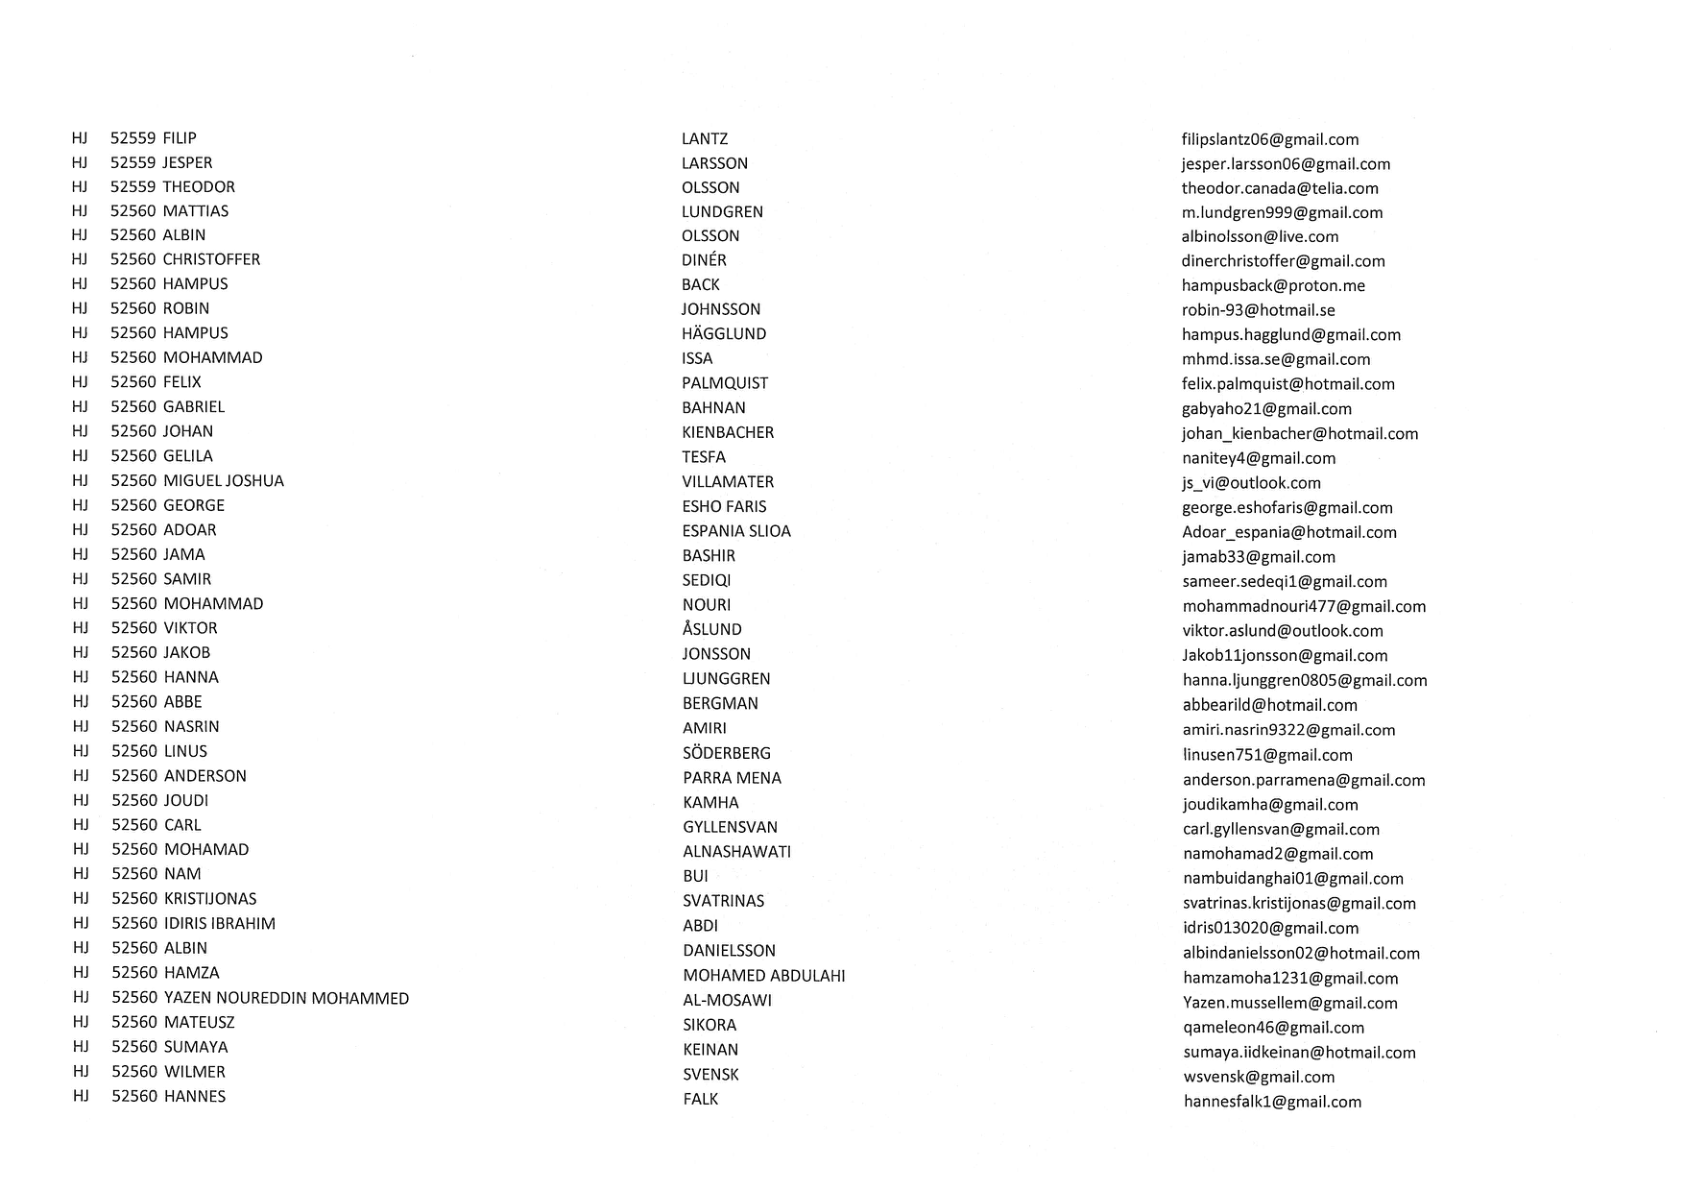 HJ 52559 FILIP LANTZ filipslantz06@gmail.com
HJ 52559 JESPER LARSSON jesper.larsson06@gmail.com
HJ 52559 THEODOR OLSSON theodor.canada@telia.com
HJ 52560 MATTIAS LUNDGREN m.lundgren999@gmail.com
HJ 52560 ALBIN OLSSON albinolsson@live.com
HJ 52560 CHRISTOFFER DINÉR dinerchristoffer@gmail.com
HJ 52560 HAMPUS BACK hampusback@proton.me
HJ 52560 ROBIN JOHNSSON robin-93@hotmail.se
HJ 52560 HAMPUS HÄGGLUND hampus.hagglund@gmail.com
HJ 52560 MOHAMMAD ISSA mhmd.issa.se@gmail.com
HJ 52560 FELIX PALMQUIST felix.palmquist@hotmail.com
HJ 52560 GABRIEL BAHNAN gabyaho21@gmail.com
HJ 52560 JOHAN KIENBACHER johan_kienbacher@hotmail.com
HJ 52560 GELILA TESFA nanitey4@gmail.com
HJ 52560 MIGUEL JOSHUA VILLAMATER js_vi@outlook.com
HJ 52560 GEORGE ESHO FARIS george.eshofaris@gmail.com
HJ 52560 ADOAR ESPANIA SLIOA Adoar_espania@hotmail.com
HJ 52560 JAMA BASHIR jamab33@gmail.com
HJ 52560 SAMIR SEDIQI sameer.sedeqi1@gmail.com
HJ 52560 MOHAMMAD NOURI mohammadnouri477@gmail.com
HJ 52560 VIKTOR ÅSLUND viktor.aslund@outlook.com
HJ 52560 JAKOB JONSSON Jakob11jonsson@gmail.com
HJ 52560 HANNA LJUNGGREN hanna.ljunggren0805@gmail.com
HJ 52560 ABBE BERGMAN abbearild@hotmail.com
HJ 52560 NASRIN AMIRI amiri.nasrin9322@gmail.com
HJ 52560 LINUS SÖDERBERG linusen751@gmail.com
HJ 52560 ANDERSON PARRA MENA anderson.parramena@gmail.com
HJ 52560 JOUDI KAMHA joudikamha@gmail.com
HJ 52560 CARL GYLLENSVAN carl.gyllensvan@gmail.com
HJ 52560 MOHAMAD ALNASHAWATI namohamad2@gmail.com
HJ 52560 NAM BUI nambuidanghai01@gmail.com
HJ 52560 KRISTIJONAS SVATRINAS svatrinas.kristijonas@gmail.com
HJ 52560 IDIRIS IBRAHIM ABDI idris013020@gmail.com
HJ 52560 ALBIN DANIELSSON albindanielsson02@hotmail.com
HJ 52560 HAMZA MOHAMED ABDULAHI hamzamoha1231@gmail.com
HJ 52560 YAZEN NOUREDDIN MOHAMMED AL-MOSAWI Yazen.mussellem@gmail.com
HJ 52560 MATEUSZ SIKORA qameleon46@gmail.com
HJ 52560 SUMAYA KEINAN sumaya.iidkeinan@hotmail.com
HJ 52560 WILMER SVENSK wsvensk@gmail.com
HJ 52560 HANNES FALK hannesfalk1@gmail.com